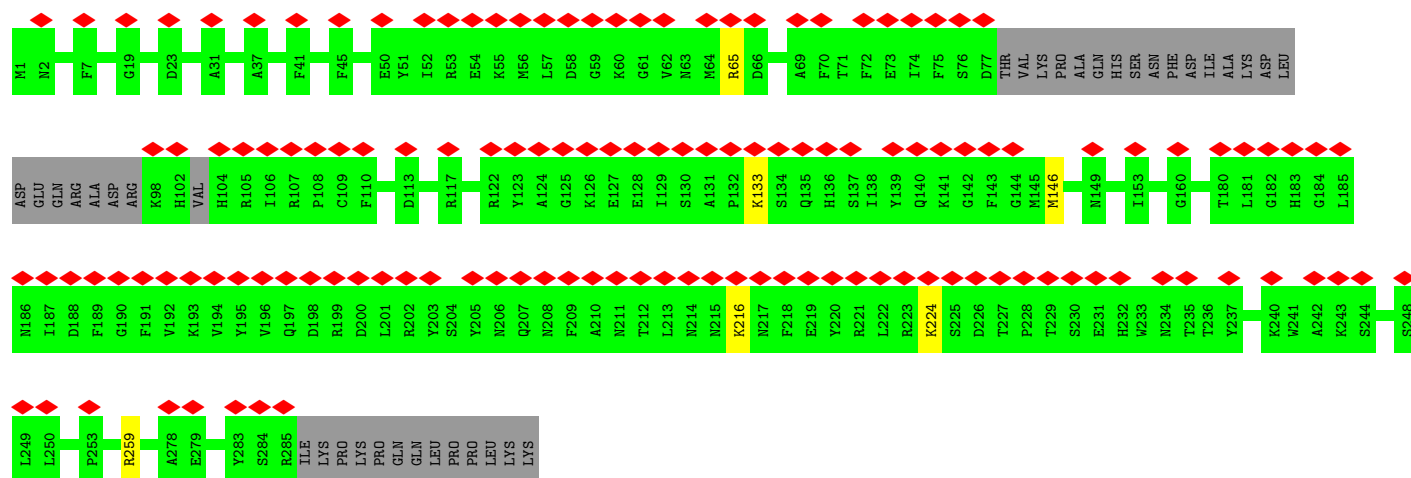 M1 N2 F7 G19 D23 A31 A37 F41 F45 E50 Y51 I52 R53 E54 K55 M56 L57 D58 G59 K60 G61 V62 N63 M64 R65 D66 A69 F70 T71 F72 E73 I74 F75 S76 D77 THR VAL LYS PRO ALA GLN HIS SER ASN PHE ASP ILE ALA LYS ASP LEU
ASP GLU GLN ARG ALA ASP ARG K98 H102 VAL H104 R105 I106 R107 P108 C109 F110 D113 R117 R122 Y123 A124 G125 K126 E127 E128 I129 S130 A131 P132 K133 S134 Q135 H136 S137 I138 Y139 Q140 K141 G142 F143 G144 M145 M146 N149 I153 G160 T180 L181 G182 H183 G184 L185
N186 I187 D188 F189 G190 F191 V192 K193 V194 Y195 V196 Q197 D198 R199 D200 L201 R202 Y203 S204 Y205 N206 Q207 N208 F209 A210 N211 T212 L213 N214 N215 K216 N217 F218 E219 Y220 R221 L222 R223 K224 S225 D226 T227 P228 T229 S230 E231 H232 W233 N234 T235 T236 Y237 K240 W241 A242 K243 S244 S248
L249 L250 P253 R259 A278 E279 Y283 S284 R285 ILE LYS PRO LYS PRO GLN GLN LEU PRO PRO LEU LYS LYS